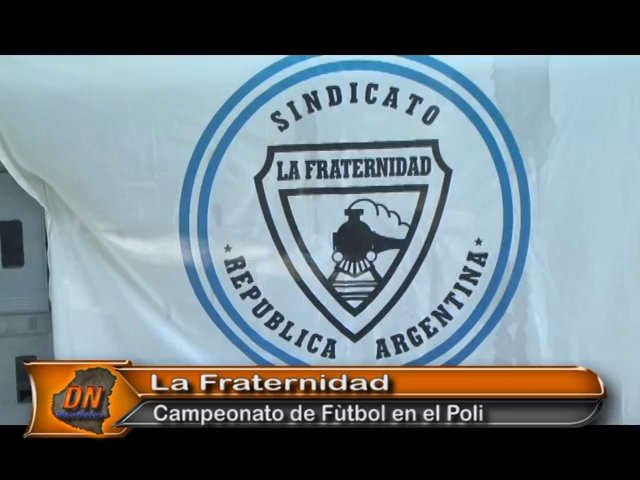 SINDICATO
LA FRATERNIDAD
★ REPUBLICA ARGENTINA ★
DN
La Fraternidad
Campeonato de Fùtbol en el Poli